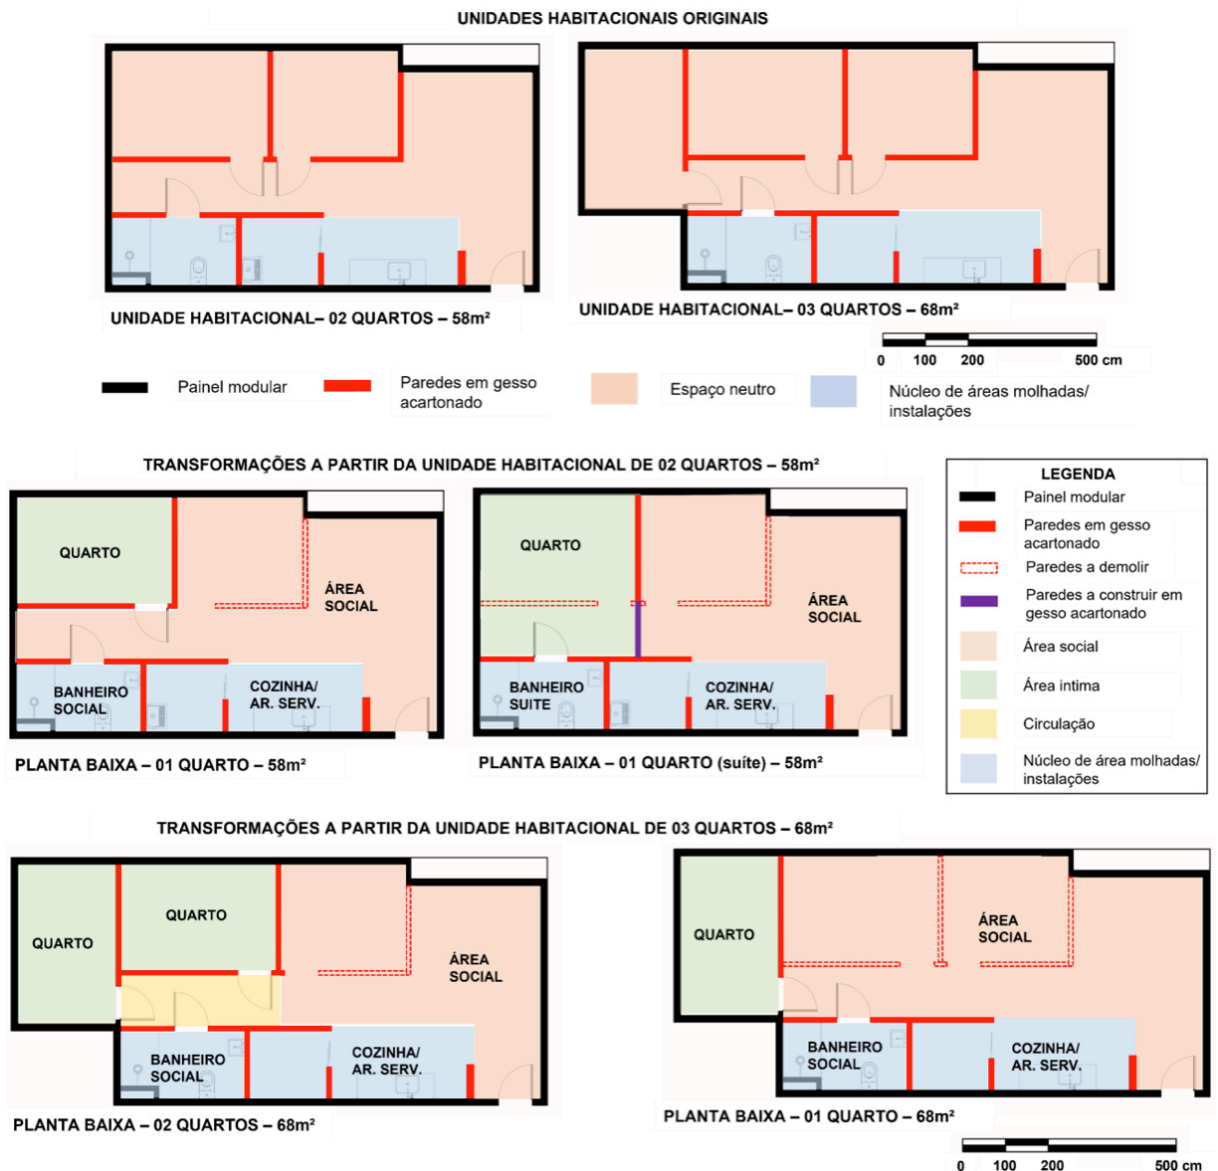 UNIDADES HABITACIONAIS ORIGINAIS
UNIDADE HABITACIONAL– 02 QUARTOS – 58m²
UNIDADE HABITACIONAL– 03 QUARTOS – 68m²
0 100 200 500 cm
Painel modular
Paredes em gesso
acartonado
Espaço neutro
Núcleo de áreas molhadas/
instalações
TRANSFORMAÇÕES A PARTIR DA UNIDADE HABITACIONAL DE 02 QUARTOS – 58m²
QUARTO
ÁREA
SOCIAL
BANHEIRO
SOCIAL
COZINHA/
AR. SERV.
PLANTA BAIXA – 01 QUARTO – 58m²
QUARTO
ÁREA
SOCIAL
BANHEIRO
SUITE
COZINHA/
AR. SERV.
PLANTA BAIXA – 01 QUARTO (suíte) – 58m²
LEGENDA
Painel modular
Paredes em gesso
acartonado
Paredes a demolir
Paredes a construir em
gesso acartonado
Área social
Área intima
Circulação
Núcleo de área molhadas/
instalações
TRANSFORMAÇÕES A PARTIR DA UNIDADE HABITACIONAL DE 03 QUARTOS – 68m²
QUARTO
QUARTO
ÁREA
SOCIAL
BANHEIRO
SOCIAL
COZINHA/
AR. SERV.
PLANTA BAIXA – 02 QUARTOS – 68m²
QUARTO
ÁREA
SOCIAL
BANHEIRO
SOCIAL
COZINHA/
AR. SERV.
PLANTA BAIXA – 01 QUARTO – 68m²
0 100 200 500 cm